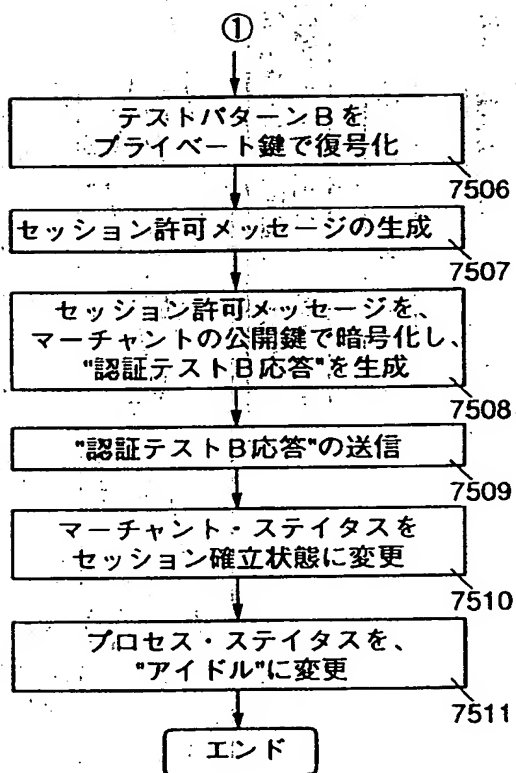 ①
テストパターンBを
プライベート鍵で復号化
7506
セッション許可メッセージの生成
7507
セッション許可メッセージを、
マーチャントの公開鍵で暗号化し、
"認証テストB応答"を生成
7508
"認証テストB応答"の送信
7509
マーチャント・ステイタスを
セッション確立状態に変更
7510
プロセス・ステイタスを、
"アイドル"に変更
7511
エンド